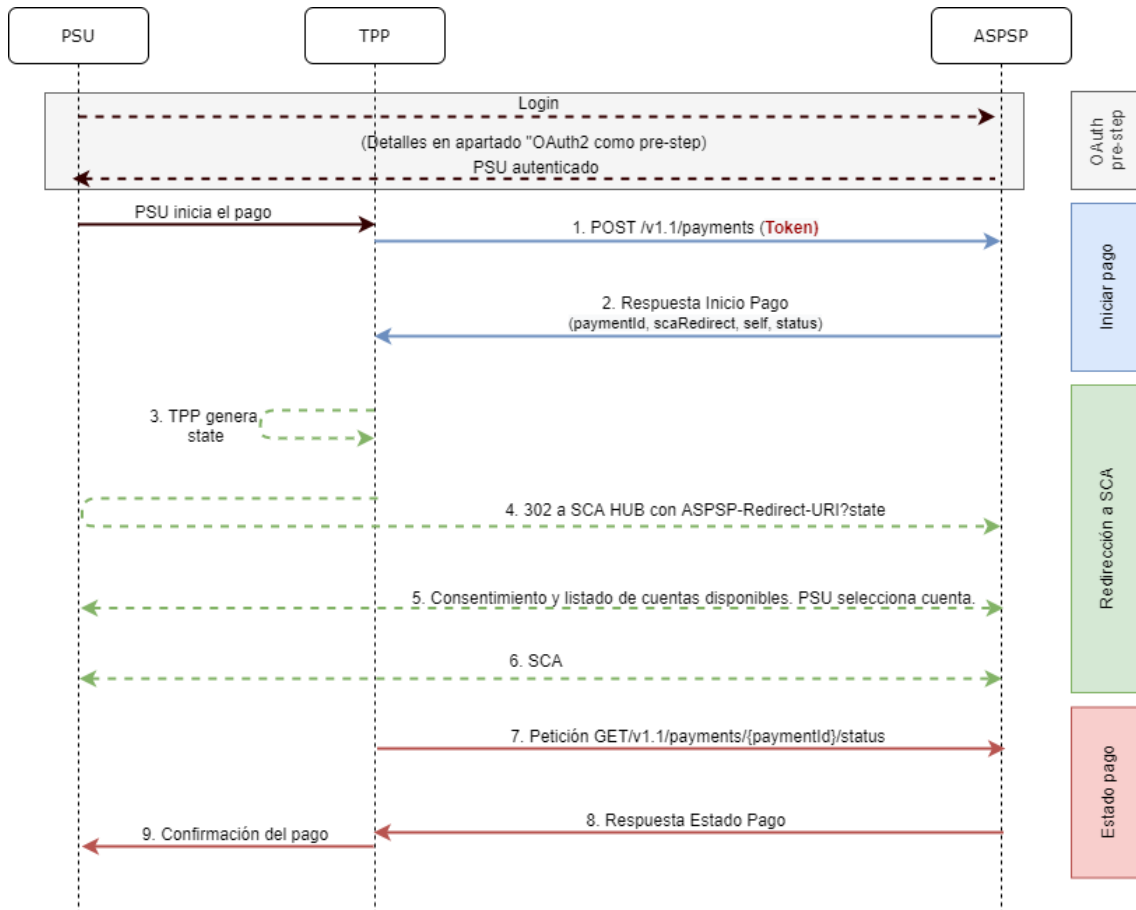 PSU
TPP
ASPSP
Login
(Detalles en apartado "OAuth2 como pre-step)
PSU autenticado
OAuth
pre-step
PSU inicia el pago
1. POST /v1.1/payments (Token)
2. Respuesta Inicio Pago
(paymentId, scaRedirect, self, status)
Iniciar pago
3. TPP genera
state
4. 302 a SCA HUB con ASPSP-Redirect-URI?state
5. Consentimiento y listado de cuentas disponibles. PSU selecciona cuenta.
6. SCA
Redirección a SCA
7. Petición GET/v1.1/payments/{paymentId}/status
8. Respuesta Estado Pago
9. Confirmación del pago
Estado pago